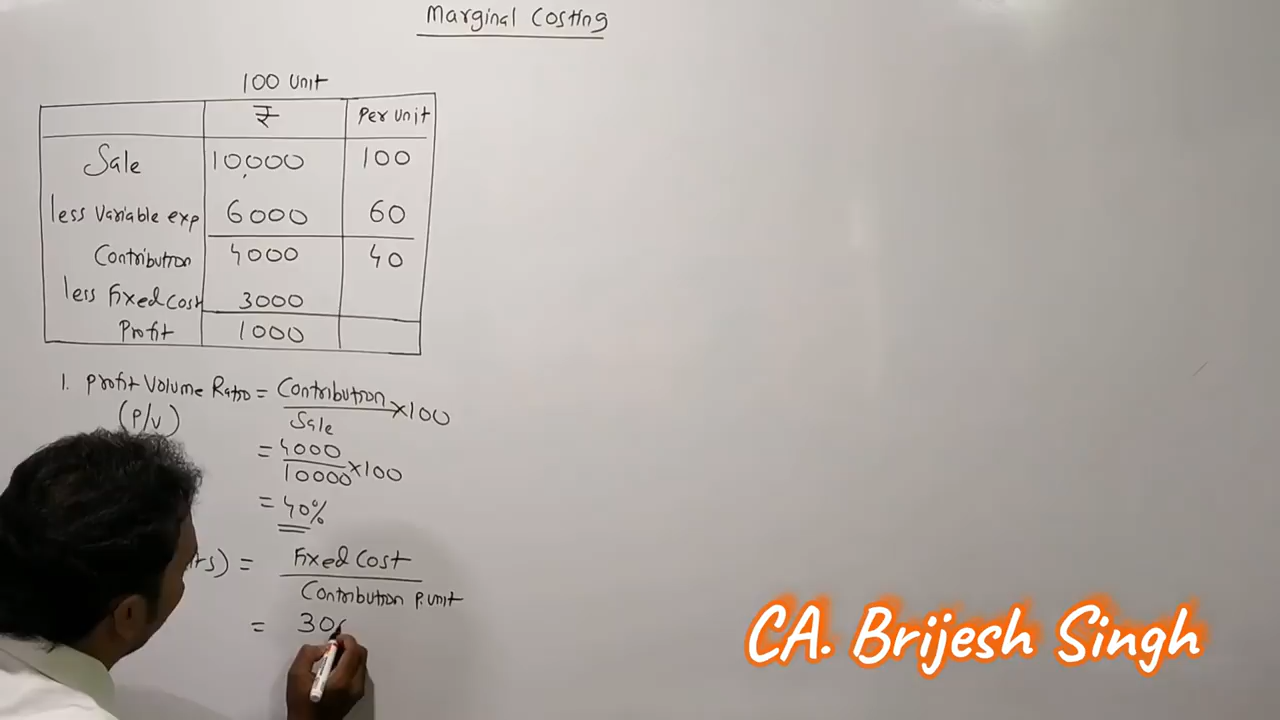 Marginal Costing
100 Unit
₹ Per Unit
Sale 10,000 100
less Variable exp 6000 60
Contribution 4000 40
less Fixed Cost 3000
Profit 1000
1. Profit Volume Ratio = Contribution ×100
(P/V) Sale
= 4000 ×100
10000
= 40%
= Fixed Cost
Contribution P. unit
= 30
CA. Brijesh Singh